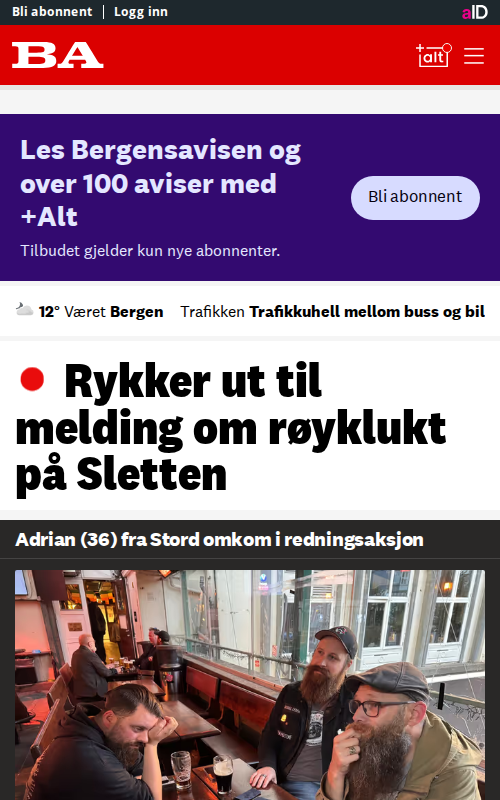 Bli abonnent | Logg inn
aID
BA
+alt
Les Bergensavisen og
over 100 aviser med
+Alt
Bli abonnent
Tilbudet gjelder kun nye abonnenter.
12° Været Bergen Trafikken Trafikkuhell mellom buss og bil
Rykker ut til
melding om røyklukt
på Sletten
Adrian (36) fra Stord omkom i redningsaksjon